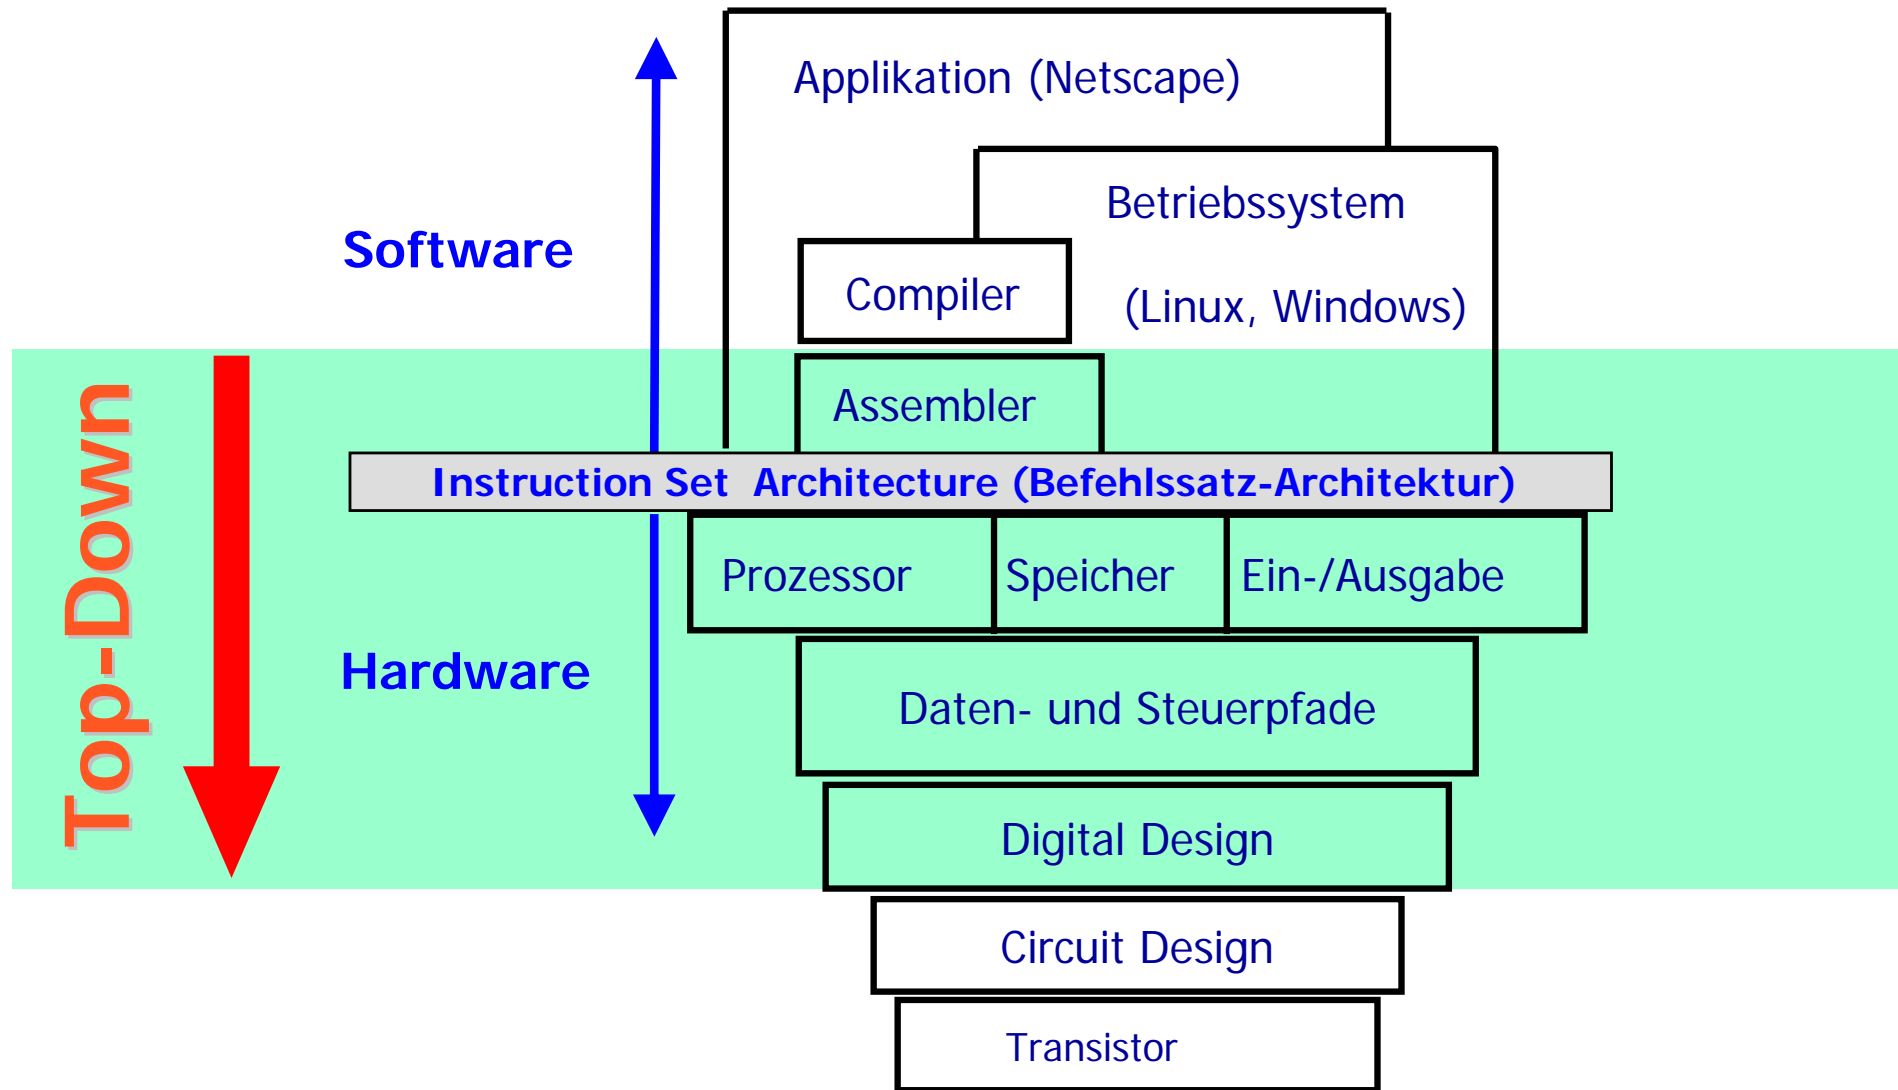 Applikation (Netscape)
Betriebssystem
(Linux, Windows)
Software
Compiler
Assembler
Top-Down
Instruction Set Architecture (Befehlssatz-Architektur)
Prozessor
Speicher
Ein-/Ausgabe
Hardware
Daten- und Steuerpfade
Digital Design
Circuit Design
Transistor